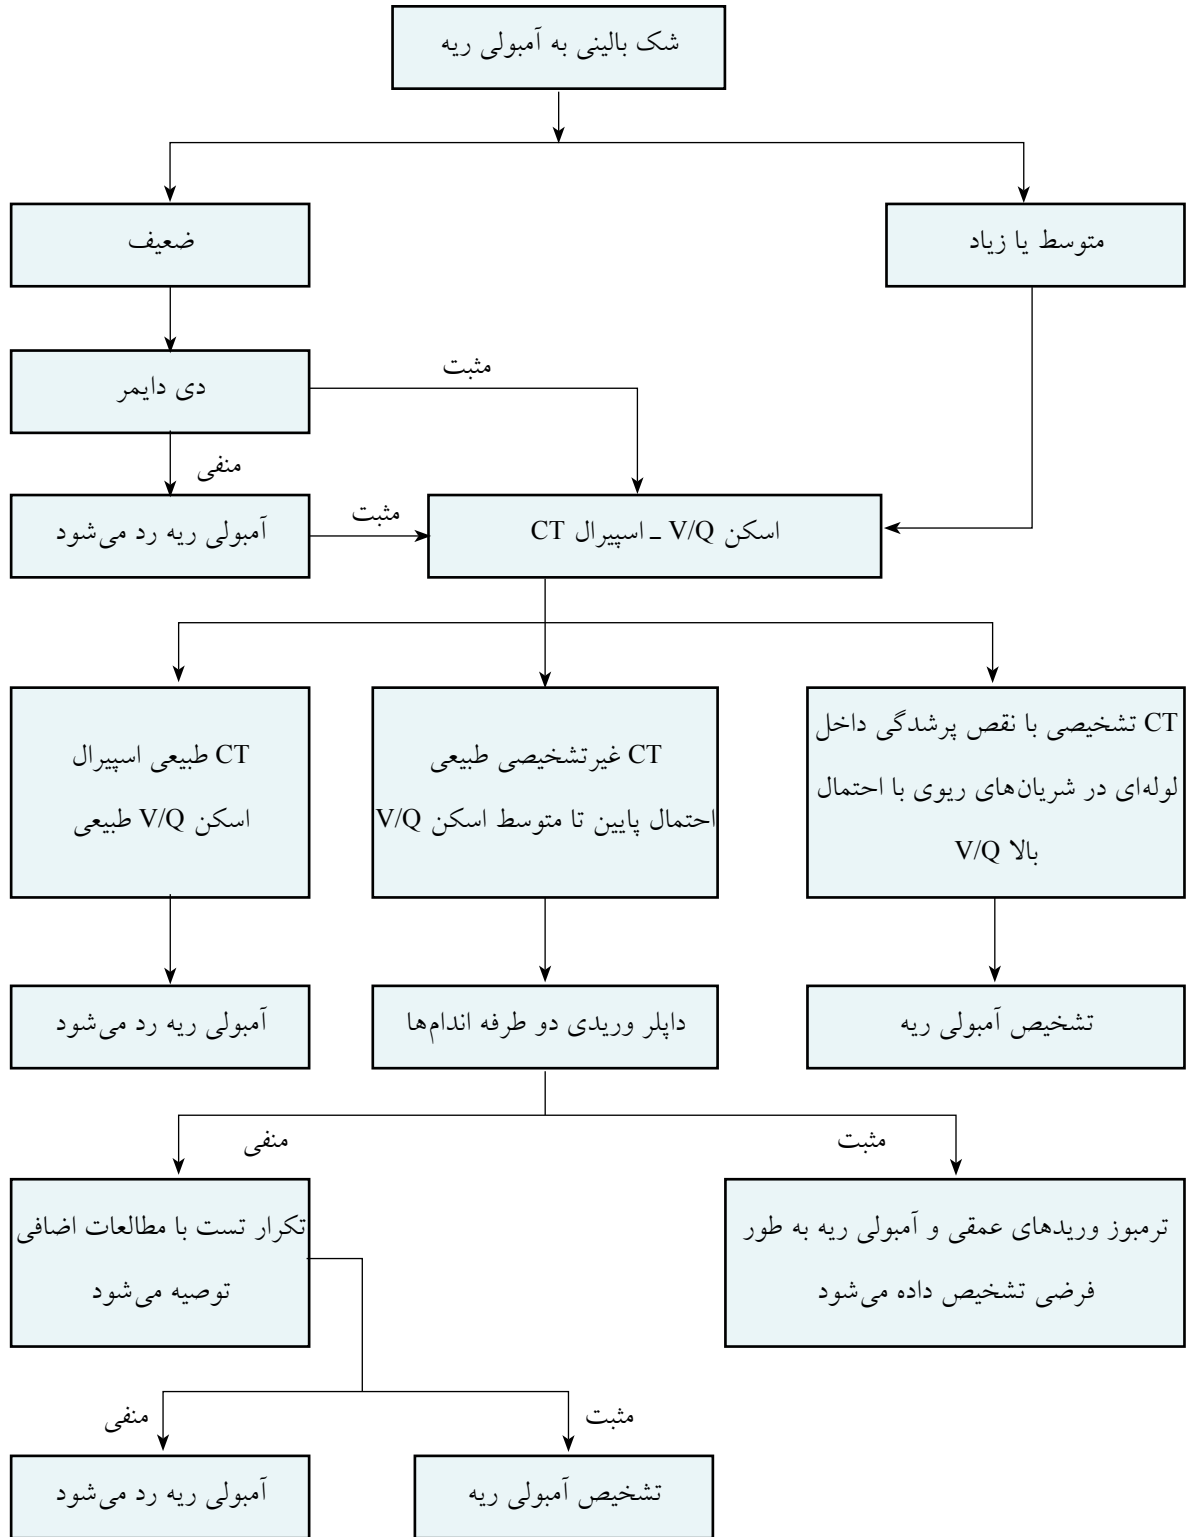 شک بالینی به آمبولی ریه
متوسط یا زیاد
ضعیف
دی دایمر
مثبت
منفی
آمبولی ریه رد می‌شود
مثبت
اسکن V/Q ـ اسپیرال CT
CT تشخیصی با نقص پرشدگی داخل
لوله‌ای در شریان‌های ریوی با احتمال
بالا V/Q
CT غیرتشخیصی طبیعی
احتمال پایین تا متوسط اسکن V/Q
CT طبیعی اسپیرال
اسکن V/Q طبیعی
تشخیص آمبولی ریه
داپلر وریدی دو طرفه اندام‌ها
آمبولی ریه رد می‌شود
مثبت
منفی
ترمبوز وریدهای عمقی و آمبولی ریه به طور
فرضی تشخیص داده می‌شود
تکرار تست با مطالعات اضافی
توصیه می‌شود
مثبت
منفی
تشخیص آمبولی ریه
آمبولی ریه رد می‌شود